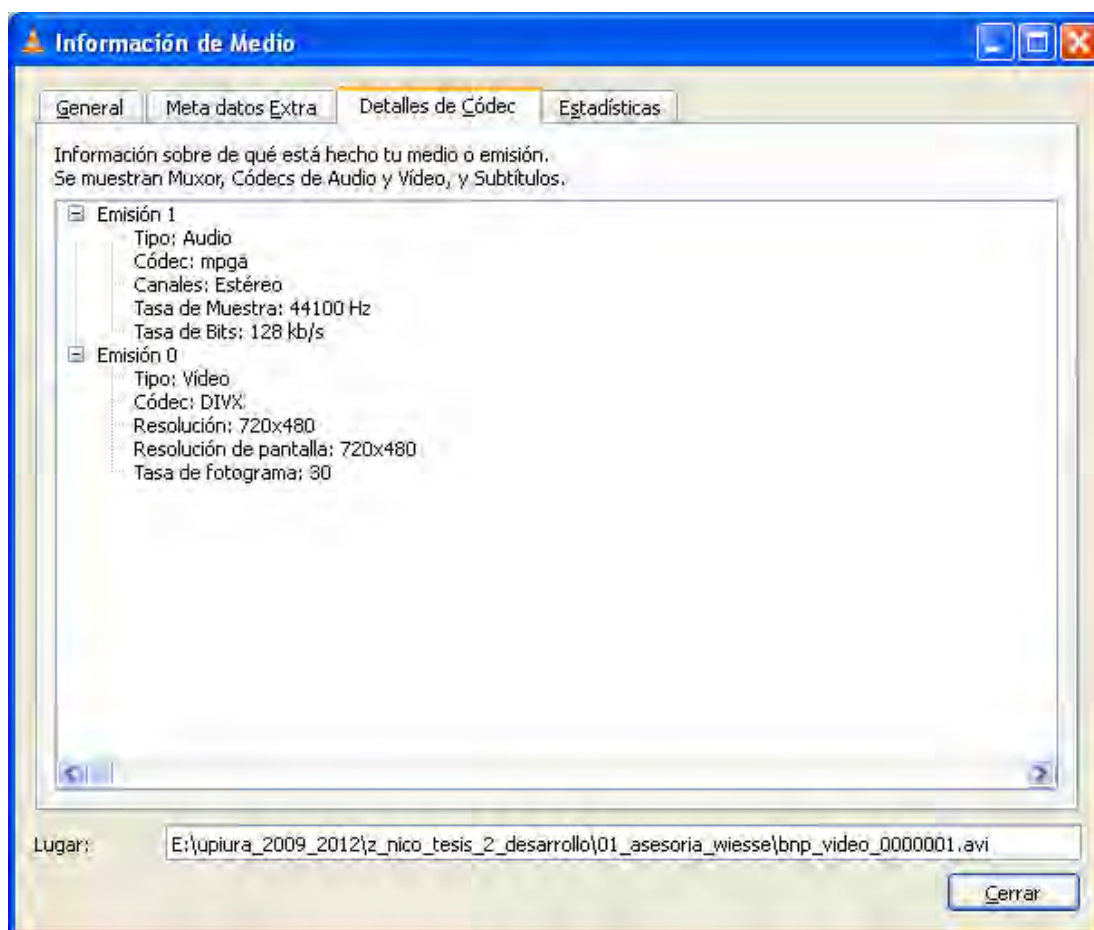 Información de Medio
General Meta datos Extra Detalles de Códec Estadísticas
Información sobre de qué está hecho tu medio o emisión.
Se muestran Muxor, Códecs de Audio y Vídeo, y Subtítulos.
Emisión 1
Tipo: Audio
Códec: mpga
Canales: Estéreo
Tasa de Muestra: 44100 Hz
Tasa de Bits: 128 kb/s
Emisión 0
Tipo: Vídeo
Códec: DIVX
Resolución: 720x480
Resolución de pantalla: 720x480
Tasa de fotograma: 30
Lugar: E:\upiura_2009_2012\z_nico_tesis_2_desarrollo\01_asesoria_wiesse\bnp_video_0000001.avi
Cerrar